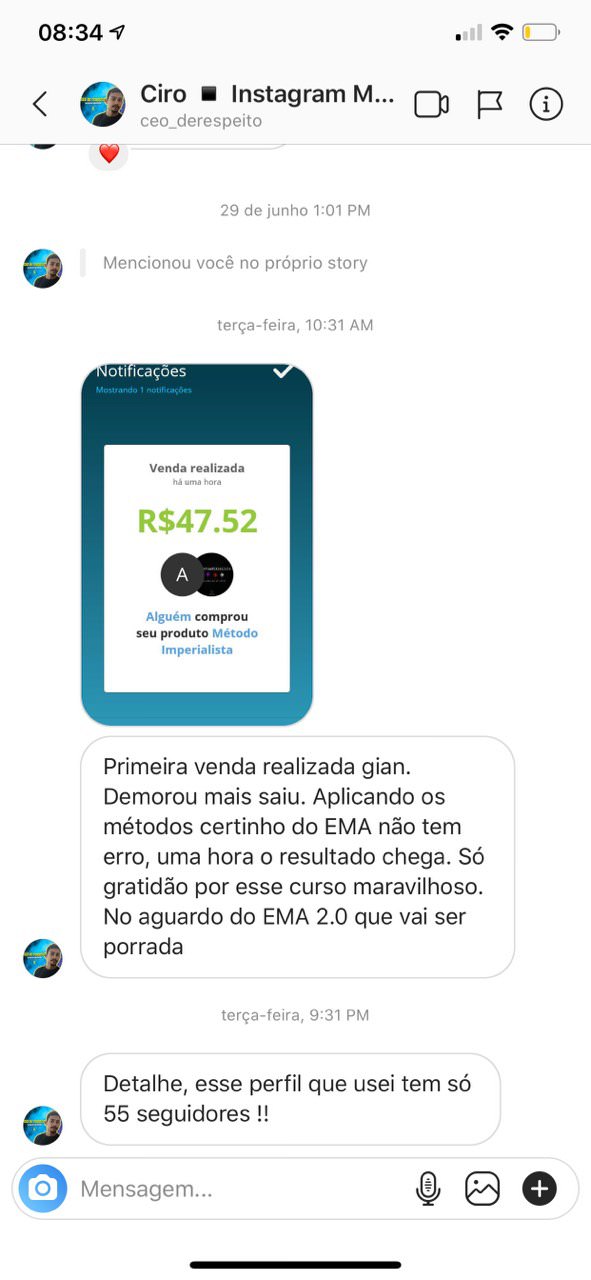 08:34
Ciro ◾ Instagram M...
ceo_derespeito
29 de junho 1:01 PM
Mencionou você no próprio story
terça-feira, 10:31 AM
Notificações
Mostrando 1 notificações
Venda realizada
há uma hora
R$47.52
A
Alguém comprou
seu produto Método
Imperialista
Primeira venda realizada gian.
Demorou mais saiu. Aplicando os
métodos certinho do EMA não tem
erro, uma hora o resultado chega. Só
gratidão por esse curso maravilhoso.
No aguardo do EMA 2.0 que vai ser
porrada
terça-feira, 9:31 PM
Detalhe, esse perfil que usei tem só
55 seguidores !!
Mensagem...